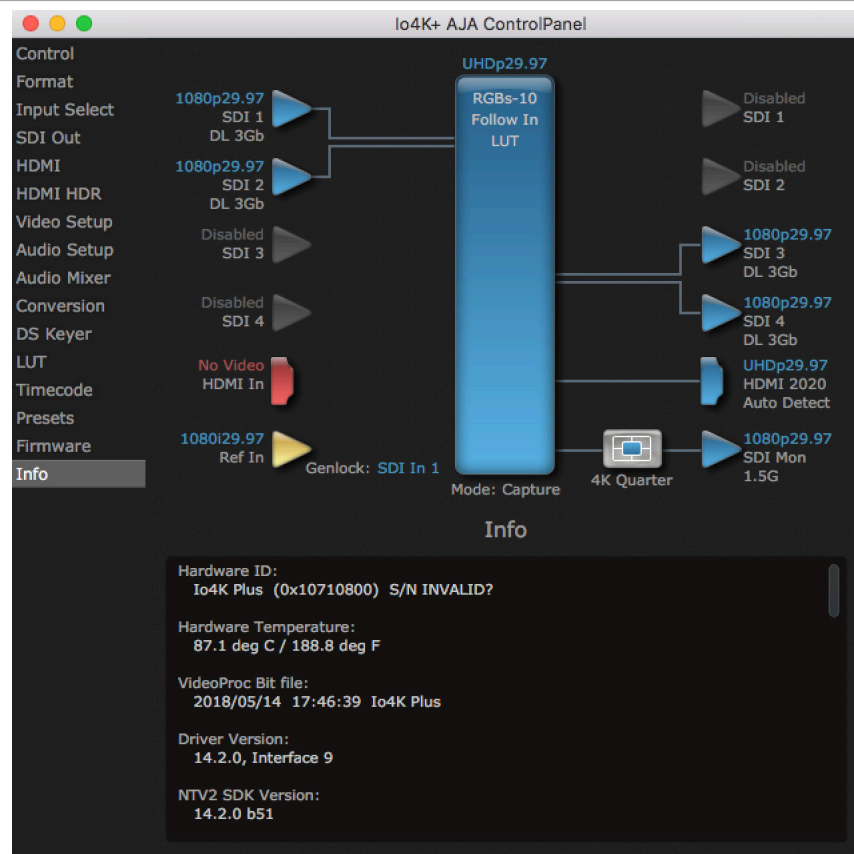 Io4K+ AJA ControlPanel
Control
Format
Input Select
SDI Out
HDMI
HDMI HDR
Video Setup
Audio Setup
Audio Mixer
Conversion
DS Keyer
LUT
Timecode
Presets
Firmware
Info
1080p29.97
SDI 1
DL 3Gb
1080p29.97
SDI 2
DL 3Gb
Disabled
SDI 3
Disabled
SDI 4
No Video
HDMI In
1080i29.97
Ref In
Genlock: SDI In 1
UHDp29.97
RGBs-10
Follow In
LUT
Mode: Capture
4K Quarter
Disabled
SDI 1
Disabled
SDI 2
1080p29.97
SDI 3
DL 3Gb
1080p29.97
SDI 4
DL 3Gb
UHDp29.97
HDMI 2020
Auto Detect
1080p29.97
SDI Mon
1.5G
Info
Hardware ID:
Io4K Plus (0x10710800) S/N INVALID?
Hardware Temperature:
87.1 deg C / 188.8 deg F
VideoProc Bit file:
2018/05/14 17:46:39 Io4K Plus
Driver Version:
14.2.0, Interface 9
NTV2 SDK Version:
14.2.0 b51